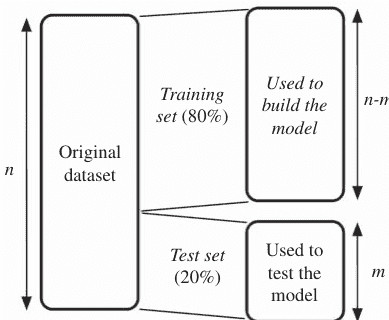 n
Original
dataset
Training
set (80%)
Used to
build the
model
n-m
Test set
(20%)
Used to
test the
model
m